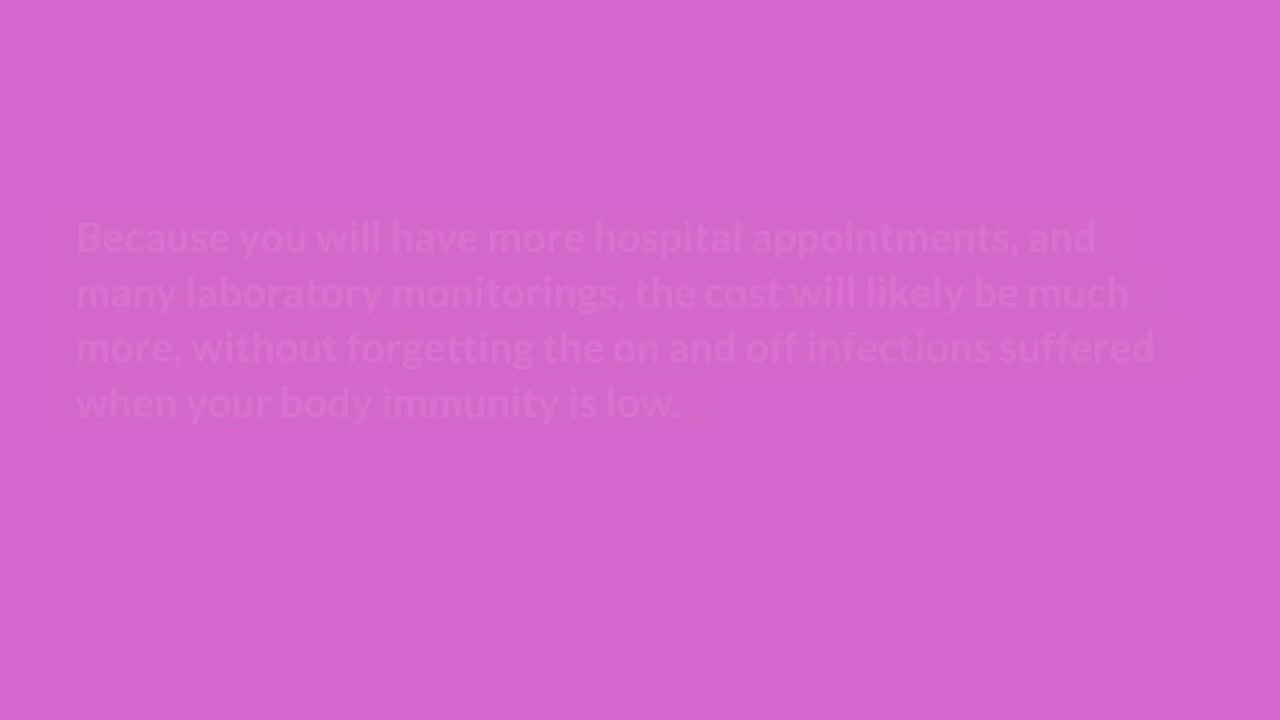 Because you will have more hospital appointments, and
many laboratory monitorings, the cost will likely be much
more, without forgetting the on and off infections suffered
when your body immunity is low.